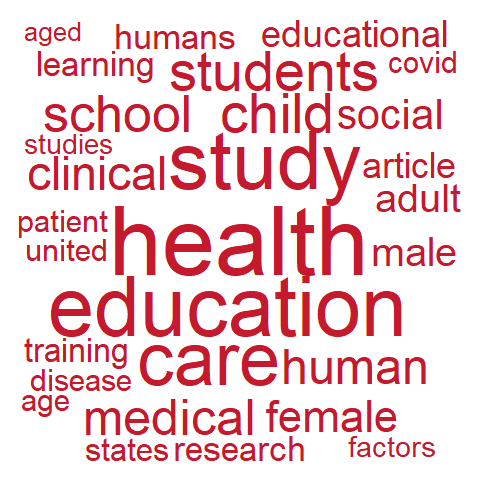 aged humans educational
learning students covid
school child social
studies
clinical study article
adult
patient
united health male
education
training care human
disease
age medical female
states research factors